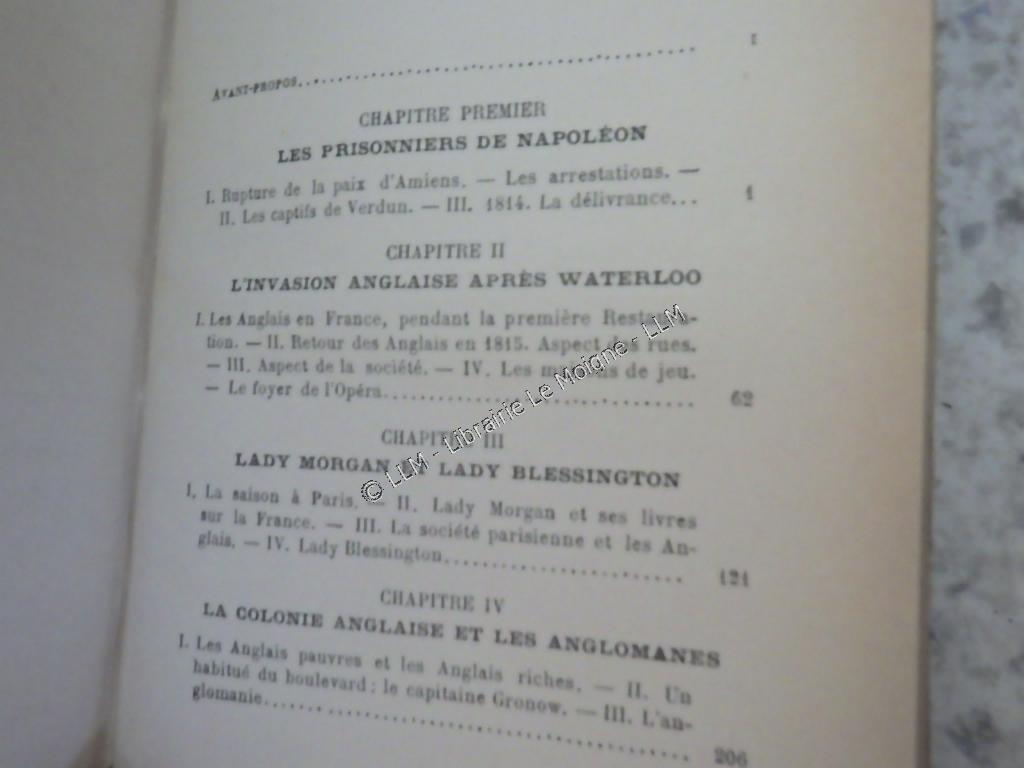 AVANT-PROPOS........ I
CHAPITRE PREMIER
LES PRISONNIERS DE NAPOLÉON
I. Rupture de la paix d'Amiens. — Les arrestations. —
II. Les captifs de Verdun. — III. 1814. La délivrance... 1
CHAPITRE II
L'INVASION ANGLAISE APRÈS WATERLOO
I. Les Anglais en France, pendant la première Restaura-
tion. — II. Retour des Anglais en 1815. Aspect des rues.
— III. Aspect de la société. — IV. Les maisons de jeu.
— Le foyer de l'Opéra........ 62
CHAPITRE III
LADY MORGAN ET LADY BLESSINGTON
I. La saison à Paris. — II. Lady Morgan et ses livres
sur la France. — III. La société parisienne et les An-
glais. — IV. Lady Blessington........ 121
CHAPITRE IV
LA COLONIE ANGLAISE ET LES ANGLOMANES
I. Les Anglais pauvres et les Anglais riches. — II. Un
habitué du boulevard : le capitaine Gronow. — III. L'an-
glomanie........ 206
© LLM - Librairie Le Moigne - LLM